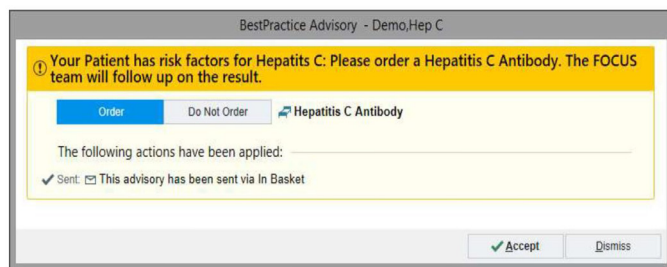 BestPractice Advisory - Demo,Hep C
Your Patient has risk factors for Hepatits C: Please order a Hepatitis C Antibody. The FOCUS
team will follow up on the result.
Order Do Not Order Hepatitis C Antibody
The following actions have been applied:
Sent: This advisory has been sent via In Basket
Accept Dismiss